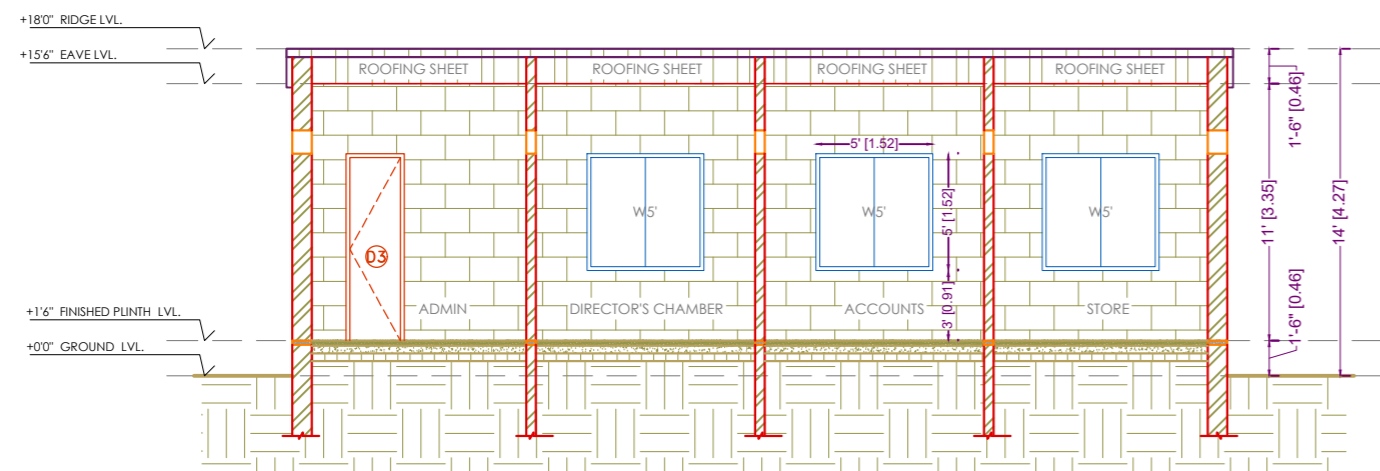 +18'0" RIDGE LVL.
+15'6" EAVE LVL.
ROOFING SHEET ROOFING SHEET ROOFING SHEET ROOFING SHEET
1'-6" [0.46]
5' [1.52]
W5' W5' W5'
5' [1.52]
11' [3.35]
14' [4.27]
D3
ADMIN DIRECTOR'S CHAMBER ACCOUNTS STORE
3' [0.91]
1'-6" [0.46]
+1'6" FINISHED PLINTH LVL.
+0'0" GROUND LVL.